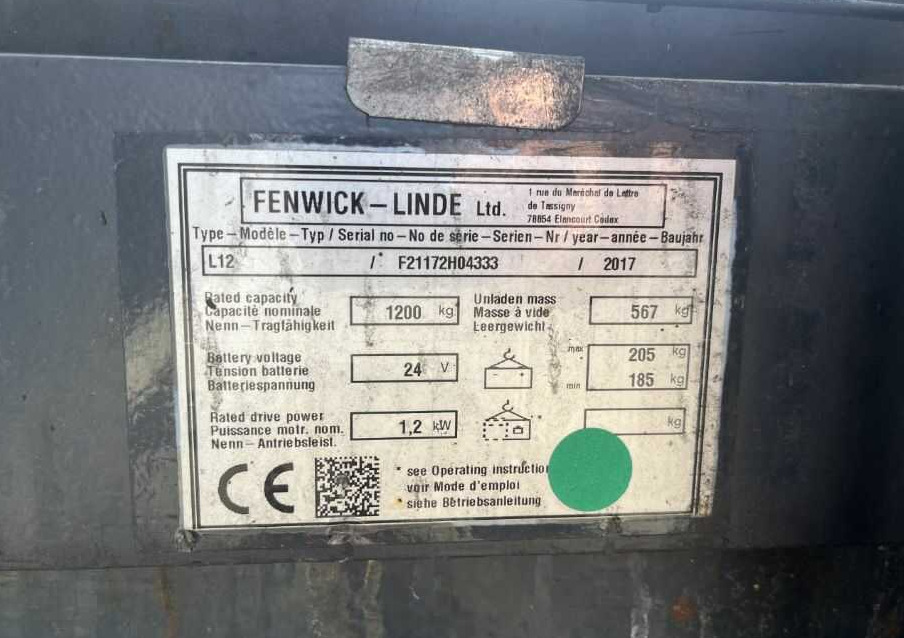 FENWICK – LINDE Ltd.
1 rue du Maréchal de Lattre
de Tassigny
78854 Elancourt Cedex
Type – Modèle – Typ / Serial no – No de série – Serien – Nr / year – année – Baujahr
L12 / F21172H04333 / 2017
Rated capacity
Capacité nominale
Nenn – Tragfähigkeit
1200 kg
Unladen mass
Masse à vide
Leergewicht
567 kg
Battery voltage
Tension batterie
Batteriespannung
24 V
max
205 kg
min
185 kg
- +
Rated drive power
Puissance motr. nom.
Nenn – Antriebsleist.
1,2 kW
kg
CE
* see Operating instruction
voir Mode d'emploi
siehe Betriebsanleitung